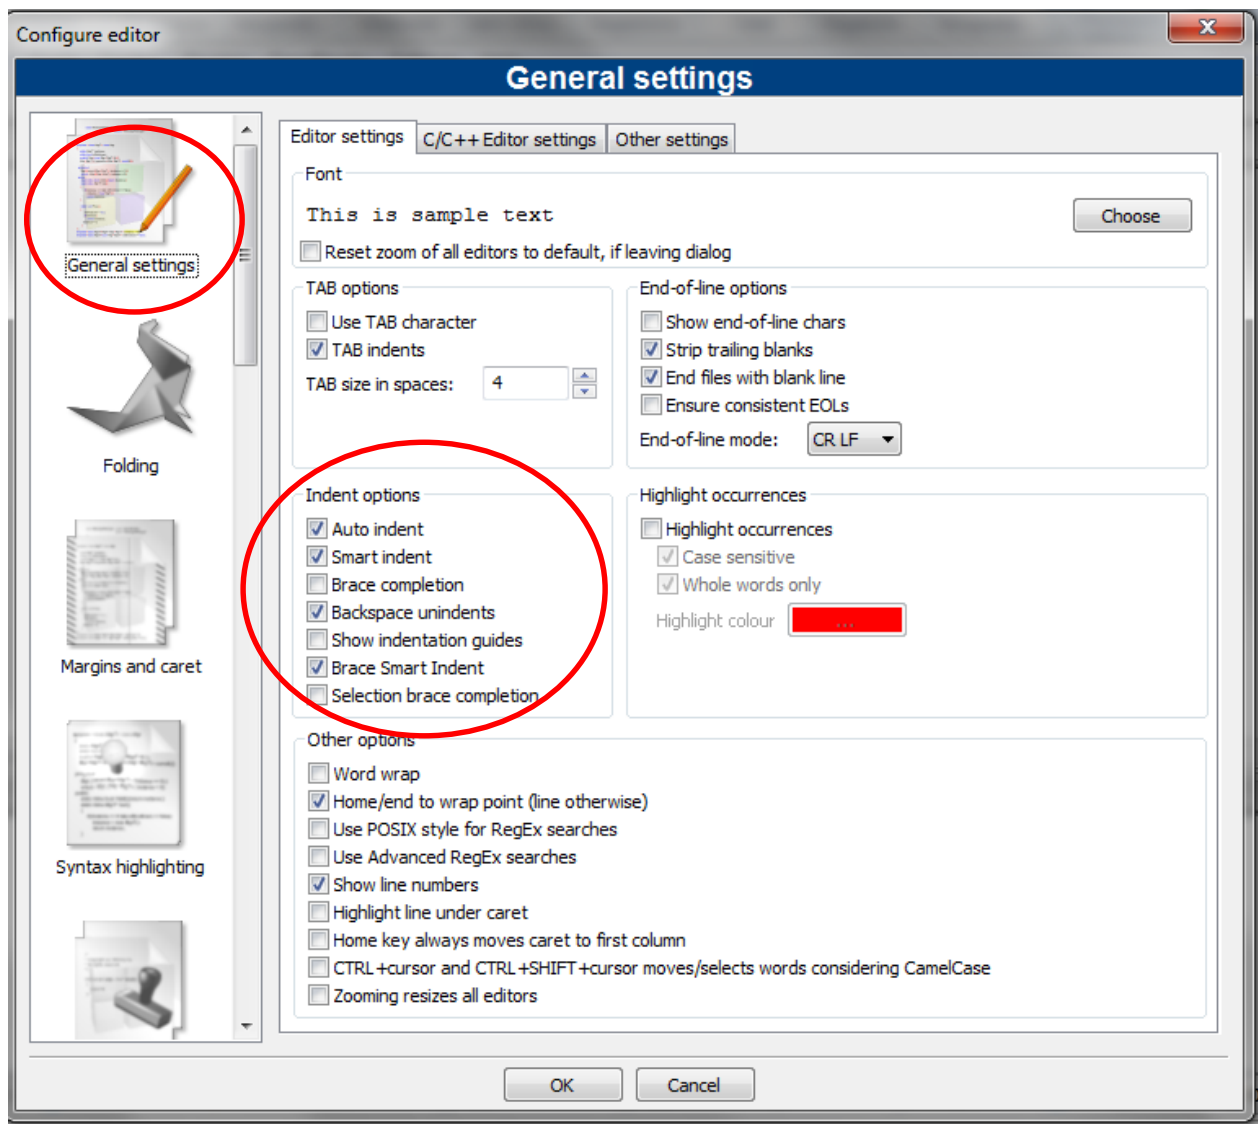 Configure editor
General settings
General settings
Folding
Margins and caret
Syntax highlighting
Editor settings
C/C++ Editor settings
Other settings
Font
This is sample text
Choose
Reset zoom of all editors to default, if leaving dialog
TAB options
Use TAB character
TAB indents
TAB size in spaces: 4
End-of-line options
Show end-of-line chars
Strip trailing blanks
End files with blank line
Ensure consistent EOLs
End-of-line mode: CR LF
Indent options
Auto indent
Smart indent
Brace completion
Backspace unindents
Show indentation guides
Brace Smart Indent
Selection brace completion
Highlight occurrences
Highlight occurrences
Case sensitive
Whole words only
Highlight colour ...
Other options
Word wrap
Home/end to wrap point (line otherwise)
Use POSIX style for RegEx searches
Use Advanced RegEx searches
Show line numbers
Highlight line under caret
Home key always moves caret to first column
CTRL+cursor and CTRL+SHIFT+cursor moves/selects words considering CamelCase
Zooming resizes all editors
OK
Cancel